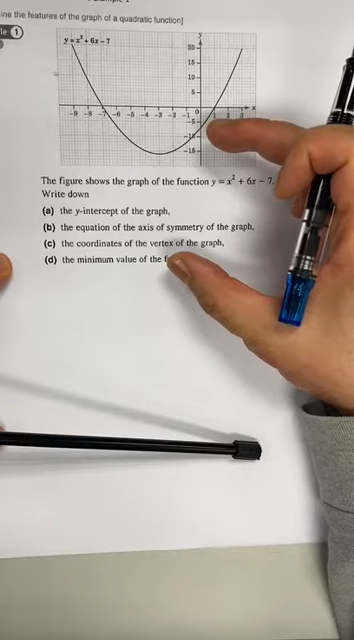 ine the features of the graph of a quadratic function]
le 1
y
y = x² + 6x – 7
20
15
10
5
-9 -8 -7 -6 -5 -4 -3 -2 -1 0 1 2 3 x
-5
-10
-15
The figure shows the graph of the function y = x² + 6x – 7.
Write down
(a) the y-intercept of the graph,
(b) the equation of the axis of symmetry of the graph,
(c) the coordinates of the vertex of the graph,
(d) the minimum value of the